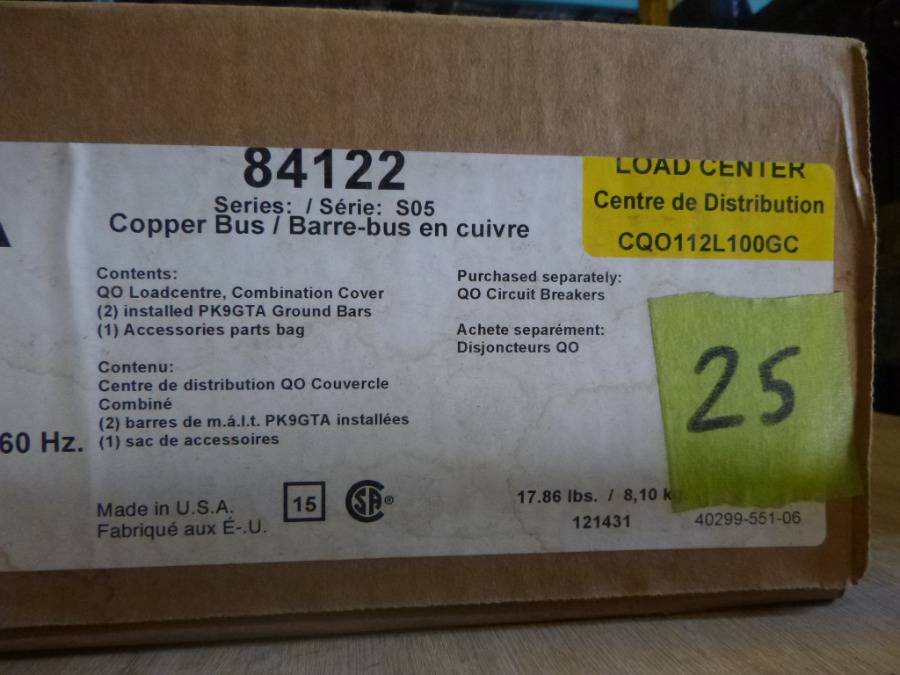 84122
Series: / Série: S05
Copper Bus / Barre-bus en cuivre
LOAD CENTER
Centre de Distribution
CQO112L100GC
Contents:
QO Loadcentre, Combination Cover
(2) installed PK9GTA Ground Bars
(1) Accessories parts bag
Purchased separately:
QO Circuit Breakers
Achete separément:
Disjoncteurs QO
Contenu:
Centre de distribution QO Couvercle
Combiné
(2) barres de m.á.l.t. PK9GTA installées
(1) sac de accessoires
60 Hz.
25
Made in U.S.A.
Fabriqué aux É-.U.
15
SA®
17.86 lbs. / 8,10 k
121431
40299-551-06